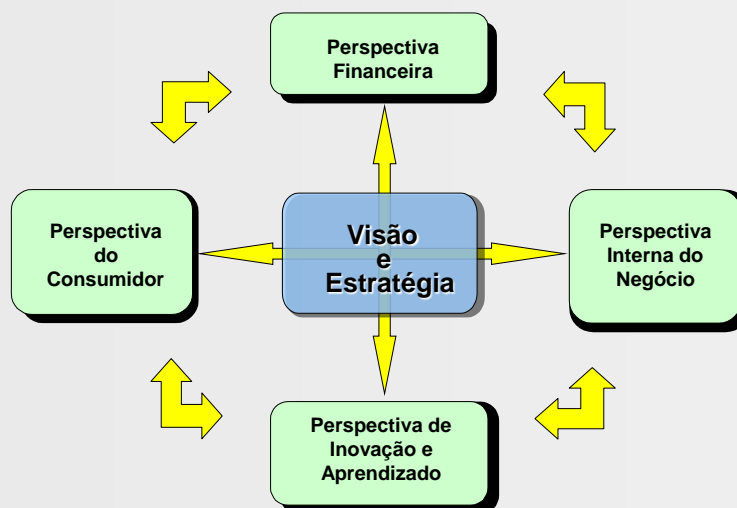 Perspectiva
Financeira
Perspectiva
do
Consumidor
Visão
e
Estratégia
Perspectiva
Interna do
Negócio
Perspectiva de
Inovação e
Aprendizado